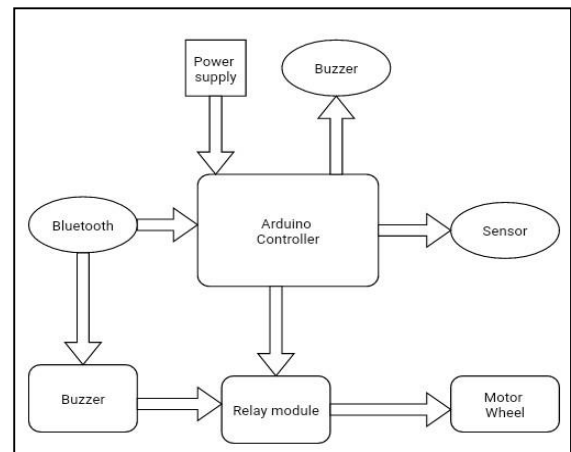 Power
supply
Buzzer
Bluetooth
Arduino
Controller
Sensor
Buzzer
Relay module
Motor
Wheel